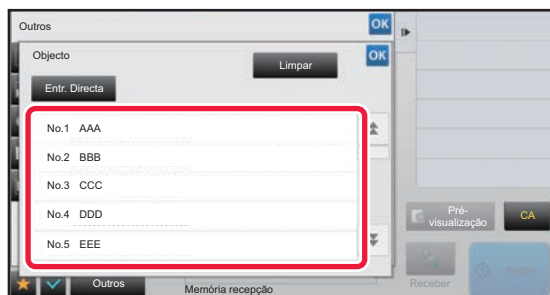 Outros
OK
Objecto
Limpar
OK
Entr. Directa
No.1 AAA
No.2 BBB
No.3 CCC
No.4 DDD
No.5 EEE
Pré-
visualização
CA
Outros
Memória recepção
Receber